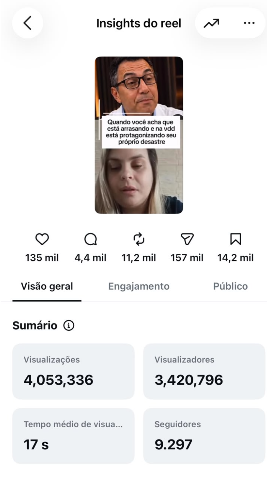 Insights do reel
Quando você acha que
está arrasando e na vdd
está protagonizando seu
próprio desastre
135 mil
4,4 mil
11,2 mil
157 mil
14,2 mil
Visão geral
Engajamento
Público
Sumário
Visualizações
Visualizadores
4,053,336
3,420,796
Tempo médio de visua...
Seguidores
17 s
9.297